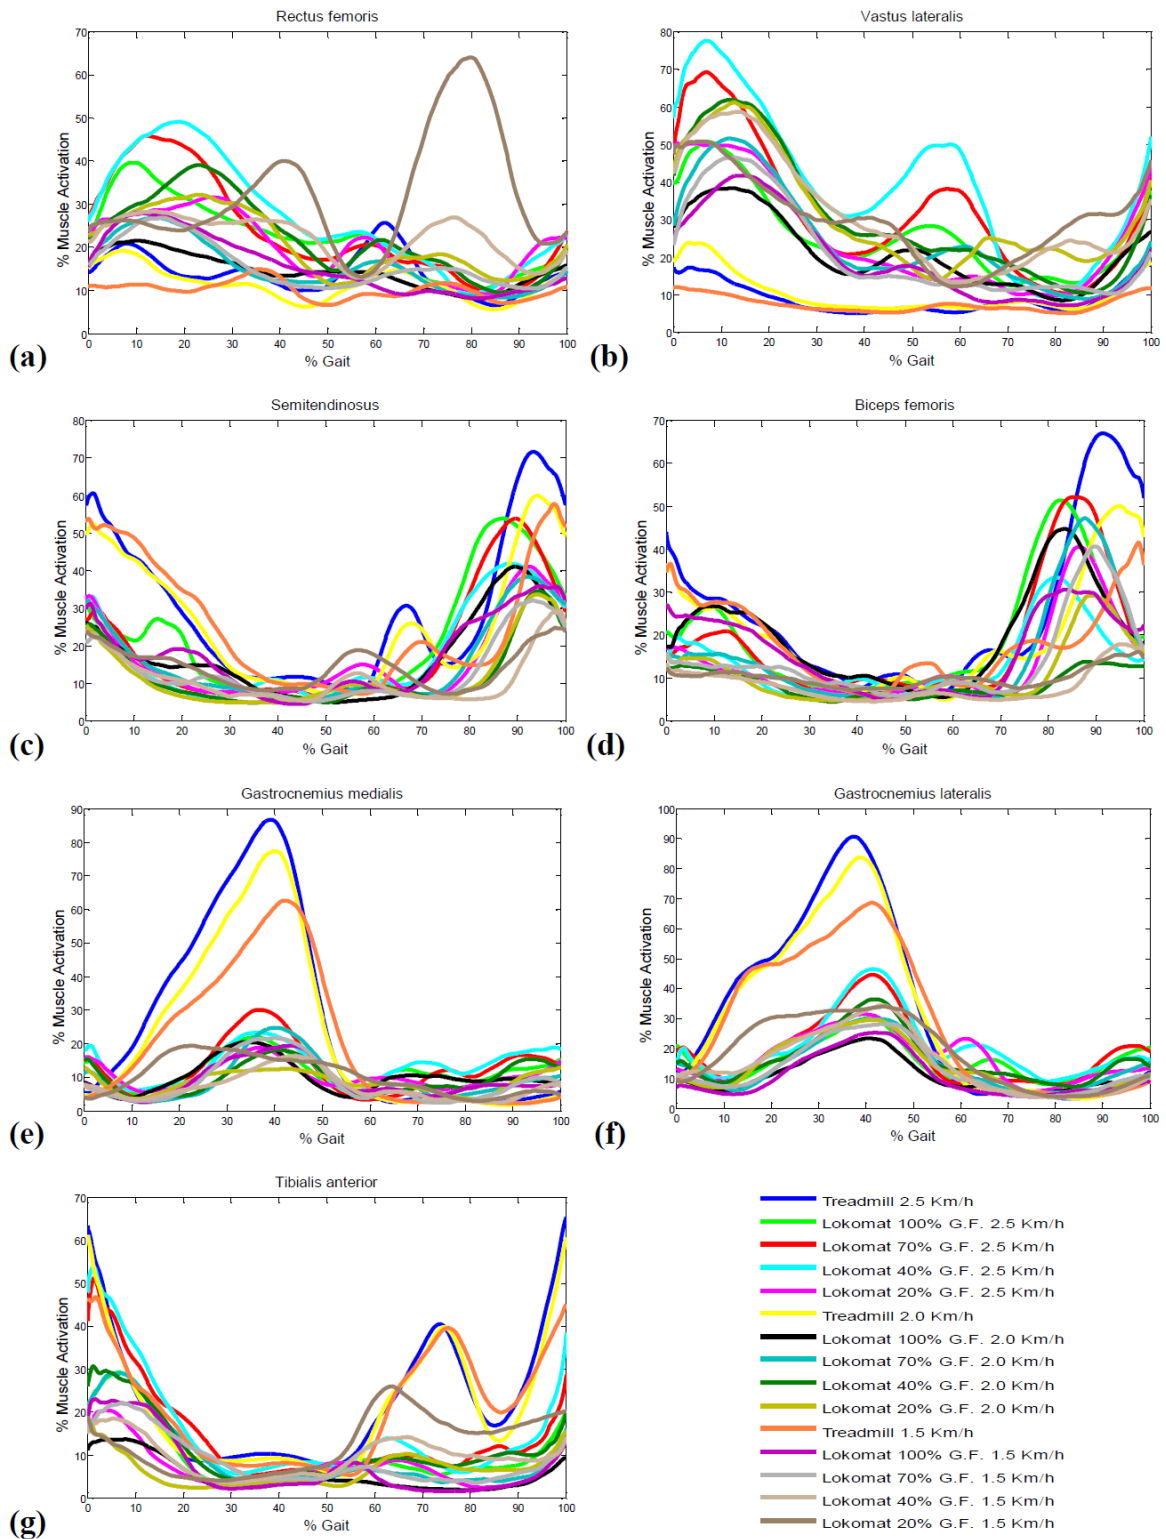 Rectus femoris
% Muscle Activation
70
60
50
40
30
20
10
0
0 10 20 30 40 50 60 70 80 90 100
% Gait
(a)
Vastus lateralis
% Muscle Activation
80
70
60
50
40
30
20
10
0
0 10 20 30 40 50 60 70 80 90 100
% Gait
(b)
Semitendinosus
% Muscle Activation
80
70
60
50
40
30
20
10
0
0 10 20 30 40 50 60 70 80 90 100
% Gait
(c)
Biceps femoris
% Muscle Activation
70
60
50
40
30
20
10
0
0 10 20 30 40 50 60 70 80 90 100
% Gait
(d)
Gastrocnemius medialis
% Muscle Activation
90
80
70
60
50
40
30
20
10
0
0 10 20 30 40 50 60 70 80 90 100
% Gait
(e)
Gastrocnemius lateralis
% Muscle Activation
100
90
80
70
60
50
40
30
20
10
0
0 10 20 30 40 50 60 70 80 90 100
% Gait
(f)
Tibialis anterior
% Muscle Activation
70
60
50
40
30
20
10
0
0 10 20 30 40 50 60 70 80 90 100
% Gait
(g)
Treadmill 2.5 Km/h
Lokomat 100% G.F. 2.5 Km/h
Lokomat 70% G.F. 2.5 Km/h
Lokomat 40% G.F. 2.5 Km/h
Lokomat 20% G.F. 2.5 Km/h
Treadmill 2.0 Km/h
Lokomat 100% G.F. 2.0 Km/h
Lokomat 70% G.F. 2.0 Km/h
Lokomat 40% G.F. 2.0 Km/h
Lokomat 20% G.F. 2.0 Km/h
Treadmill 1.5 Km/h
Lokomat 100% G.F. 1.5 Km/h
Lokomat 70% G.F. 1.5 Km/h
Lokomat 40% G.F. 1.5 Km/h
Lokomat 20% G.F. 1.5 Km/h